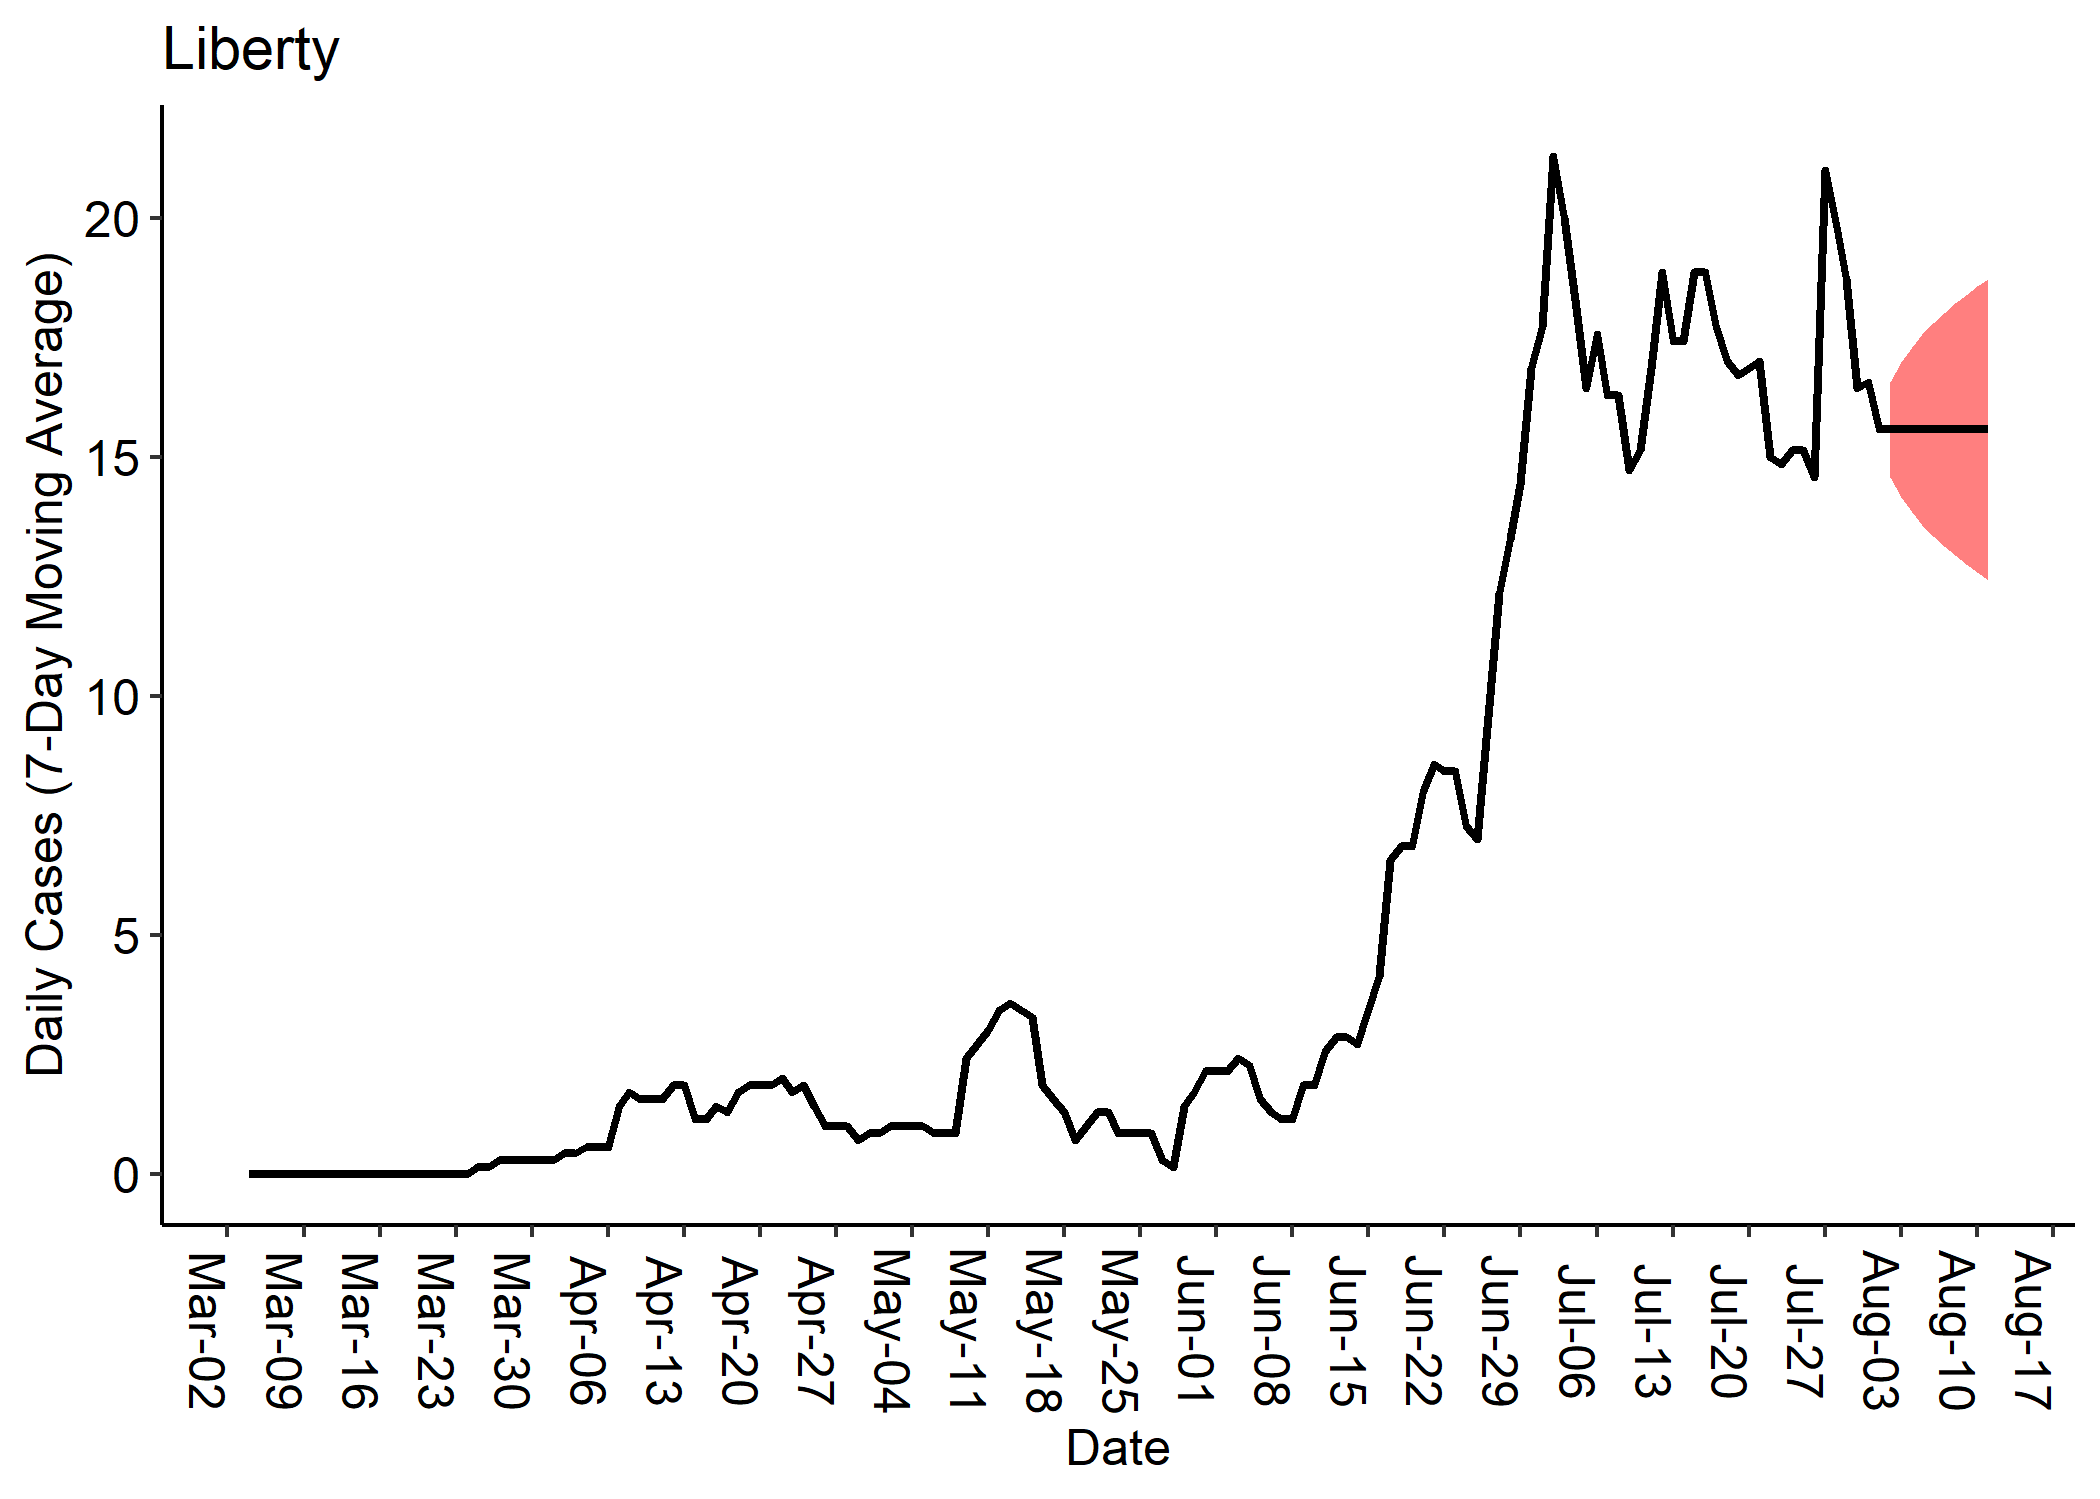 Liberty
Daily Cases (7-Day Moving Average)
20
15
10
5
0
Mar-02
Mar-09
Mar-16
Mar-23
Mar-30
Apr-06
Apr-13
Apr-20
Apr-27
May-04
May-11
May-18
May-25
Jun-01
Jun-08
Jun-15
Jun-22
Jun-29
Jul-06
Jul-13
Jul-20
Jul-27
Aug-03
Aug-10
Aug-17
Date